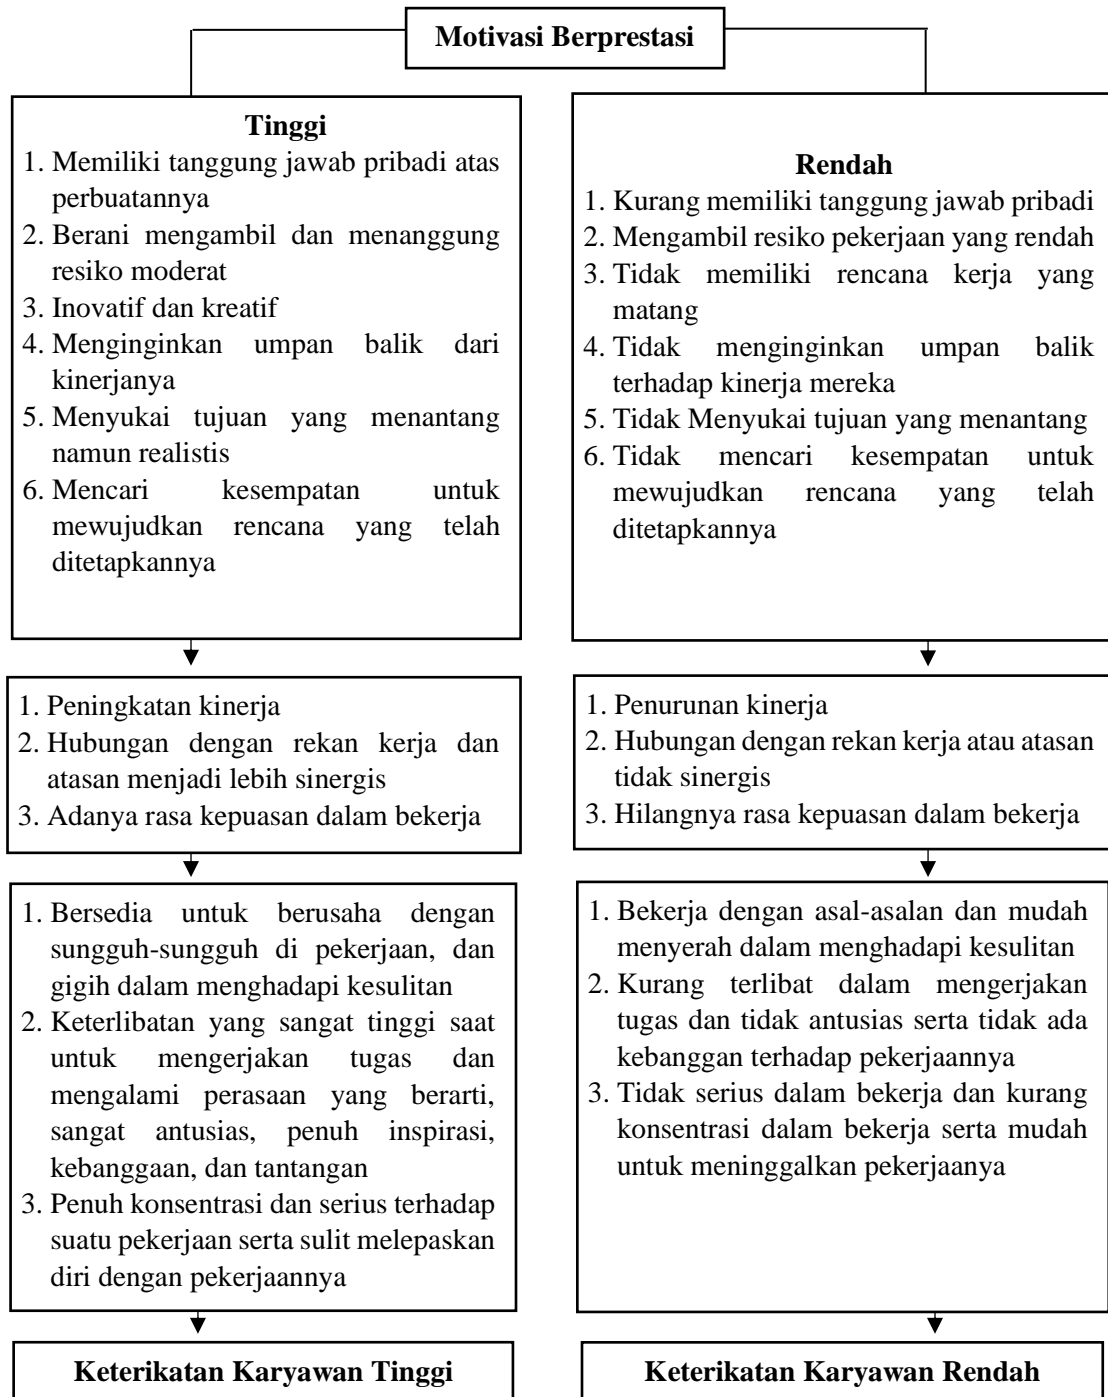 Motivasi Berprestasi
Tinggi
1. Memiliki tanggung jawab pribadi atas
perbuatannya
2. Berani mengambil dan menanggung
resiko moderat
3. Inovatif dan kreatif
4. Menginginkan umpan balik dari
kinerjanya
5. Menyukai tujuan yang menantang
namun realistis
6. Mencari kesempatan untuk
mewujudkan rencana yang telah
ditetapkannya
Rendah
1. Kurang memiliki tanggung jawab pribadi
2. Mengambil resiko pekerjaan yang rendah
3. Tidak memiliki rencana kerja yang
matang
4. Tidak menginginkan umpan balik
terhadap kinerja mereka
5. Tidak Menyukai tujuan yang menantang
6. Tidak mencari kesempatan untuk
mewujudkan rencana yang telah
ditetapkannya
1. Peningkatan kinerja
2. Hubungan dengan rekan kerja dan
atasan menjadi lebih sinergis
3. Adanya rasa kepuasan dalam bekerja
1. Penurunan kinerja
2. Hubungan dengan rekan kerja atau atasan
tidak sinergis
3. Hilangnya rasa kepuasan dalam bekerja
1. Bersedia untuk berusaha dengan
sungguh-sungguh di pekerjaan, dan
gigih dalam menghadapi kesulitan
2. Keterlibatan yang sangat tinggi saat
untuk mengerjakan tugas dan
mengalami perasaan yang berarti,
sangat antusias, penuh inspirasi,
kebanggaan, dan tantangan
3. Penuh konsentrasi dan serius terhadap
suatu pekerjaan serta sulit melepaskan
diri dengan pekerjaannya
1. Bekerja dengan asal-asalan dan mudah
menyerah dalam menghadapi kesulitan
2. Kurang terlibat dalam mengerjakan
tugas dan tidak antusias serta tidak ada
kebanggan terhadap pekerjaannya
3. Tidak serius dalam bekerja dan kurang
konsentrasi dalam bekerja serta mudah
untuk meninggalkan pekerjaanya
Keterikatan Karyawan Tinggi
Keterikatan Karyawan Rendah